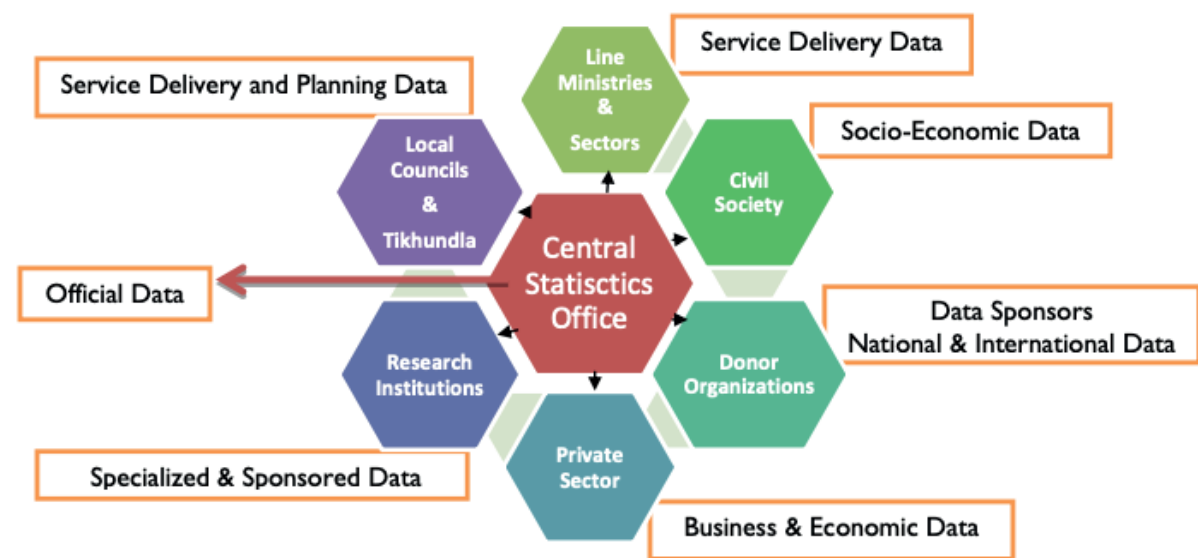 Service Delivery Data
Line
Ministries
&
Sectors
Service Delivery and Planning Data
Local
Councils
&
Tikhundla
Socio-Economic Data
Civil
Society
Central
Statisctics
Office
Official Data
Data Sponsors
National & International Data
Research
Institutions
Donor
Organizations
Private
Sector
Specialized & Sponsored Data
Business & Economic Data